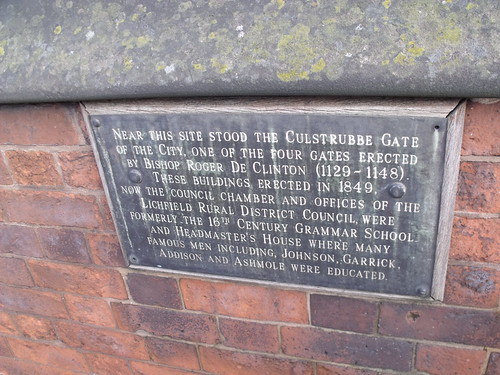 NEAR THIS SITE STOOD THE CULSTRUBBE GATE
OF THE CITY, ONE OF THE FOUR GATES ERECTED
BY BISHOP ROGER DE CLINTON (1129-1148).
THESE BUILDINGS, ERECTED IN 1849,
NOW THE COUNCIL CHAMBER AND OFFICES OF THE
LICHFIELD RURAL DISTRICT COUNCIL, WERE
FORMERLY THE 16TH CENTURY GRAMMAR SCHOOL
AND HEADMASTER'S HOUSE WHERE MANY
FAMOUS MEN INCLUDING, JOHNSON, GARRICK,
ADDISON AND ASHMOLE WERE EDUCATED.